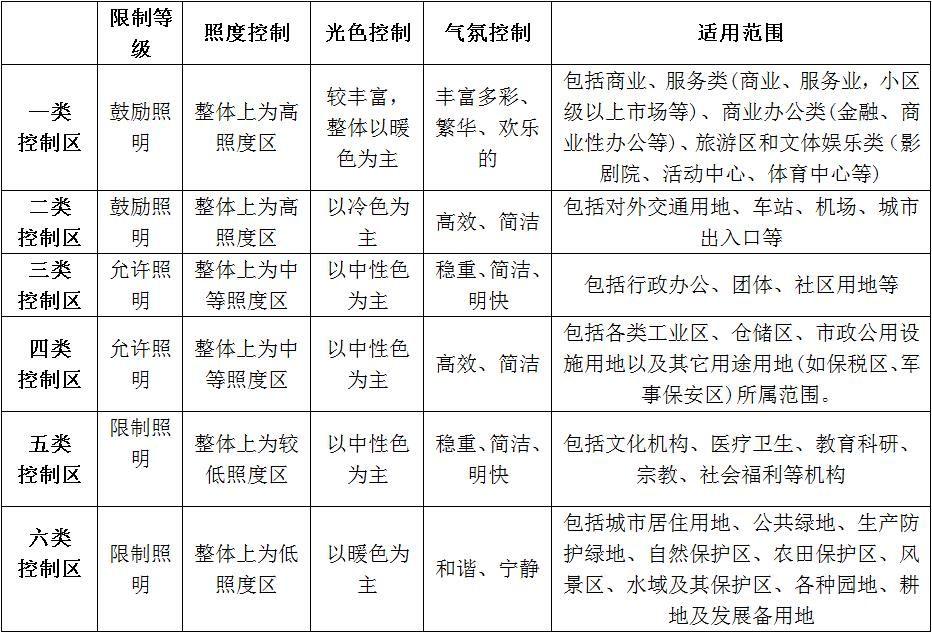 限制等级
照度控制
光色控制
气氛控制
适用范围
一类
控制区
鼓励照
明
整体上为高
照度区
较丰富，
整体以暖
色为主
丰富多彩、
繁华、欢乐
的
包括商业、服务类(商业、服务业，小区
级以上市场等)、商业办公类(金融、商
业性办公等)、旅游区和文体娱乐类（影
剧院、活动中心、体育中心等)
二类
控制区
鼓励照
明
整体上为高
照度区
以冷色为
主
高效、简洁
包括对外交通用地、车站、机场、城市
出入口等
三类
控制区
允许照
明
整体上为中
等照度区
以中性色
为主
稳重、简洁、
明快
包括行政办公、团体、社区用地等
四类
控制区
允许照
明
整体上为中
等照度区
以中性色
为主
高效、简洁
包括各类工业区、仓储区、市政公用设
施用地以及其它用途用地(如保税区、军
事保安区)所属范围。
五类
控制区
限制照
明
整体上为较
低照度区
以中性色
为主
稳重、简洁、
明快
包括文化机构、医疗卫生、教育科研、
宗教、社会福利等机构
六类
控制区
限制照
明
整体上为低
照度区
以暖色为
主
和谐、宁静
包括城市居住用地、公共绿地、生产防
护绿地、自然保护区、农田保护区、风
景区、水域及其保护区、各种园地、耕
地及发展备用地